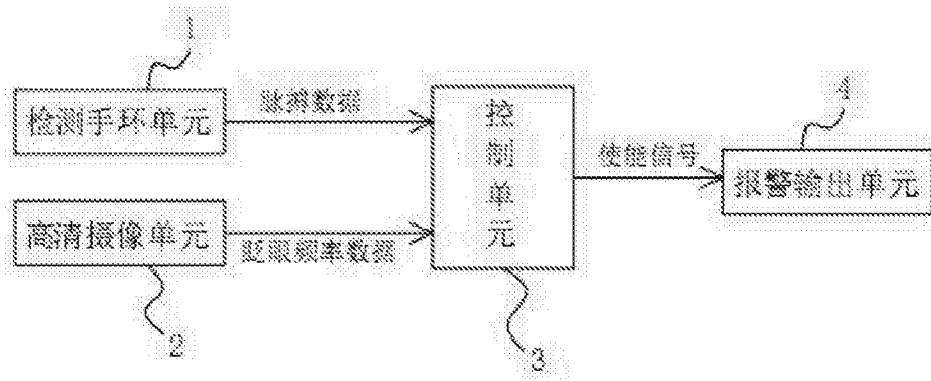 1
检测手环单元
脉搏数据
控制单元
使能信号
4
报警输出单元
高清摄像单元
眨眼频率数据
2
3